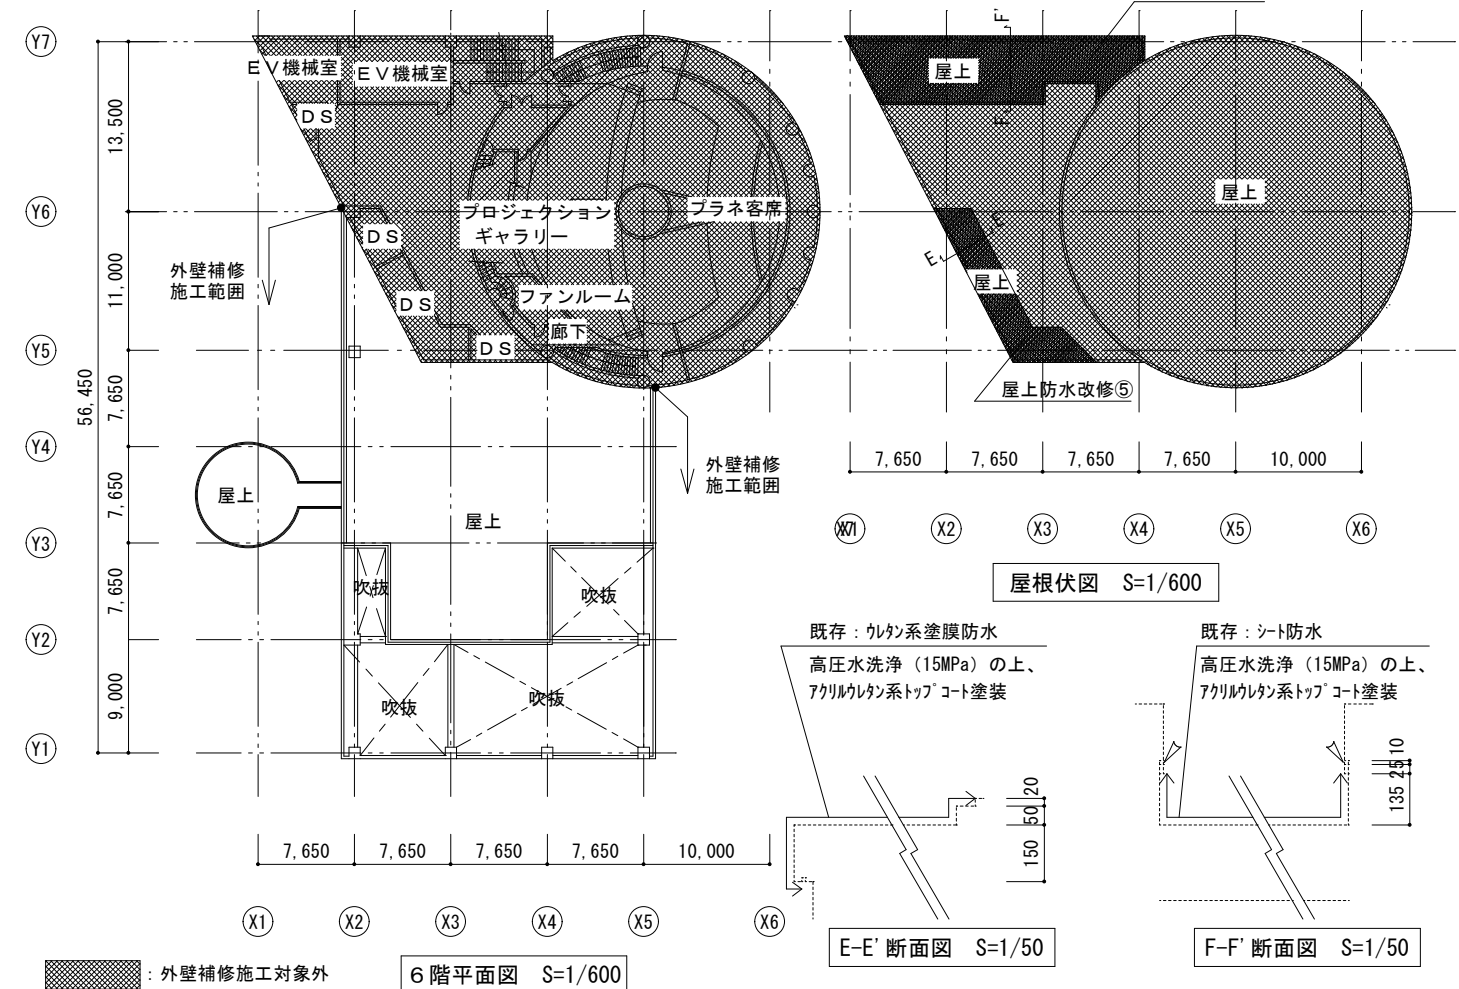 Y7
Y6
Y5
Y4
Y3
Y2
Y1
13,500
11,000
7,650
7,650
7,650
9,000
56,450
EV機械室
EV機械室
DS
DS
DS
DS
プロジェクション
ギャラリー
プラネ客席
ファンルーム
廊下
外壁補修
施工範囲
外壁補修
施工範囲
屋上
屋上
吹抜
吹抜
吹抜
吹抜
7,650
7,650
7,650
7,650
10,000
X1
X2
X3
X4
X5
X6
:外壁補修施工対象外
6階平面図 S=1/600
F'
F
屋上
屋上
E'
E
屋上
屋上防水改修⑤
7,650
7,650
7,650
7,650
10,000
X2
X3
X4
X5
X6
屋根伏図 S=1/600
既存:ウレタン系塗膜防水
高圧水洗浄(15MPa)の上、
アクリルウレタン系トップコート塗装
20
50
150
E-E'断面図 S=1/50
既存:シート防水
高圧水洗浄(15MPa)の上、
アクリルウレタン系トップコート塗装
10
25
135
F-F'断面図 S=1/50